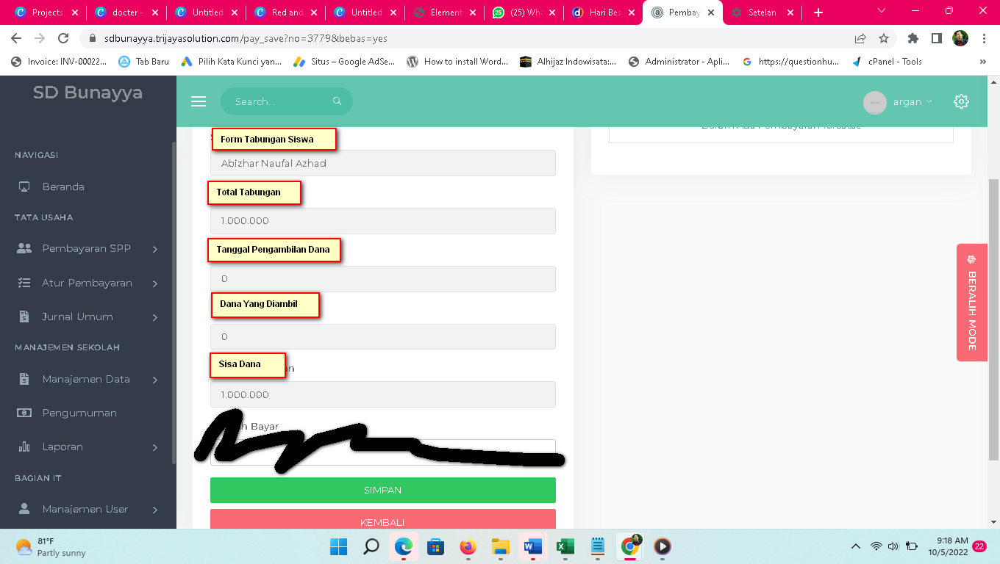 Projects
docter -
Untitled
Red and
Untitled
Element
(25) Wha
Hari Bes
Pembay
Setelan
sdbunayya.trijayasolution.com/pay_save?no=3779&bebas=yes
Invoice: INV-00022...
Tab Baru
Pilih Kata Kunci yan...
Situs – Google AdSe...
How to install Word...
Alhijaz Indowisata:...
Administrator - Apli...
https://questionhu...
cPanel - Tools
»
SD Bunayya
Search...
argan
NAVIGASI
Beranda
TATA USAHA
Pembayaran SPP
Atur Pembayaran
Jurnal Umum
MANAJEMEN SEKOLAH
Manajemen Data
Pengumuman
Laporan
BAGIAN IT
Manajemen User
Form Tabungan Siswa
Abizhar Naufal Azhad
Total Tabungan
1.000.000
Tanggal Pengambilan Dana
0
Dana Yang Diambil
0
Sisa Dana
1.000.000
Bayar
SIMPAN
KEMBALI
BERALIH MODE
81°F
Partly sunny
9:18 AM
10/5/2022
22